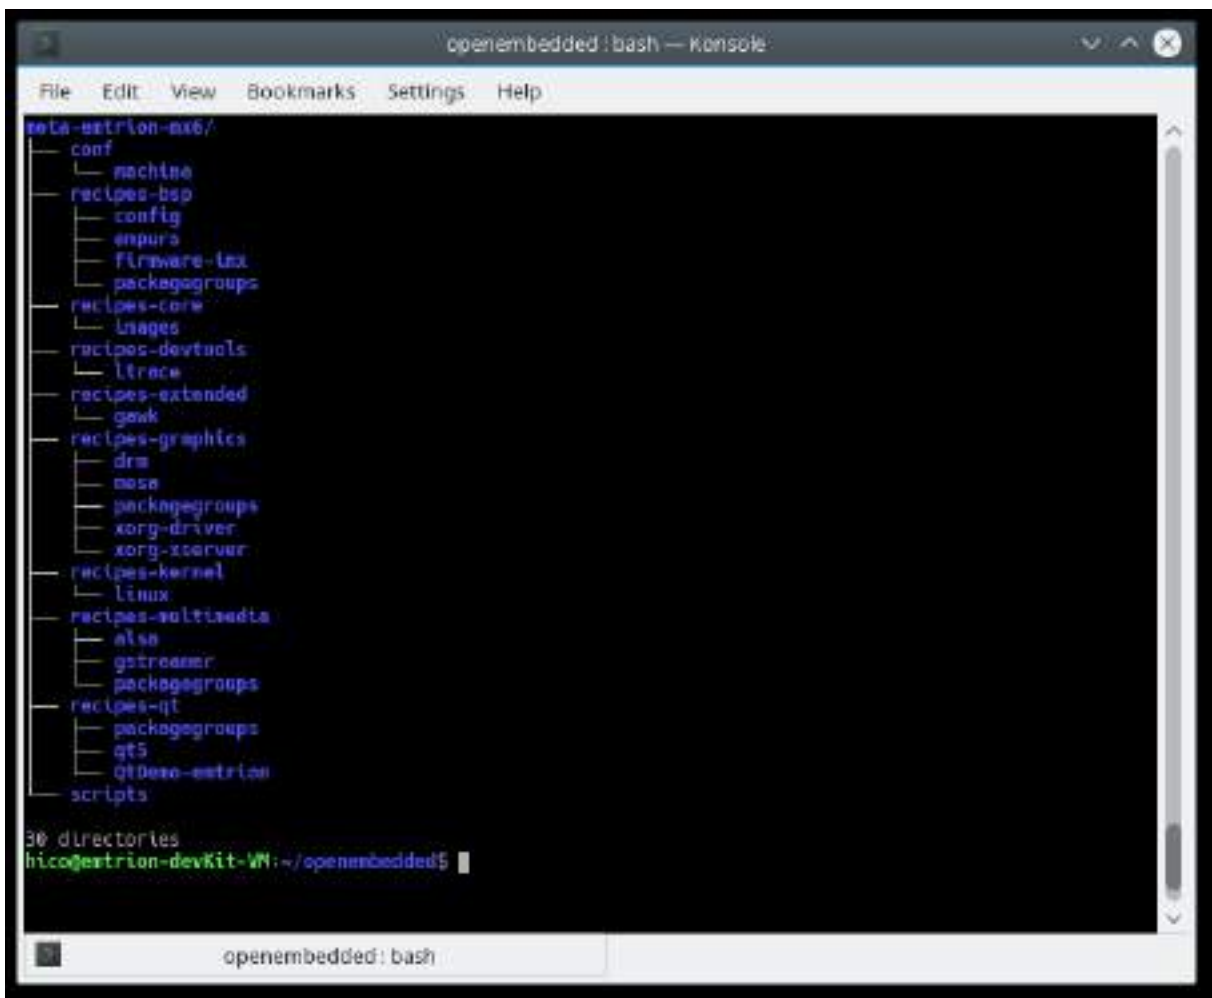 openembedded : bash — Konsole
File Edit View Bookmarks Settings Help
meta-emtrion-mx6/
├── conf
│   └── machine
├── recipes-bsp
│   ├── config
│   ├── empurs
│   ├── firmware-imx
│   └── packagegroups
├── recipes-core
│   └── images
├── recipes-devtools
│   └── ltrace
├── recipes-extended
│   └── gawk
├── recipes-graphics
│   ├── drm
│   ├── mesa
│   ├── packagegroups
│   ├── xorg-driver
│   └── xorg-xserver
├── recipes-kernel
│   └── linux
├── recipes-multimedia
│   ├── alsa
│   ├── gstreamer
│   └── packagegroups
├── recipes-qt
│   ├── packagegroups
│   ├── qt5
│   └── QtDemo-emtrion
└── scripts
30 directories
hico@emtrion-devKit-VM:~/openembedded$
openembedded : bash